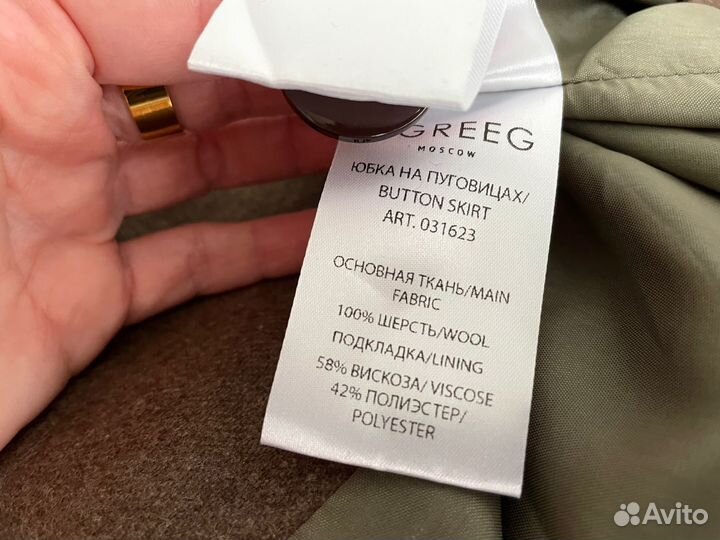 GREEG
MOSCOW
ЮБКА НА ПУГОВИЦАХ/
BUTTON SKIRT
ART. 031623
ОСНОВНАЯ ТКАНЬ/MAIN
FABRIC
100% ШЕРСТЬ/WOOL
ПОДКЛАДКА/LINING
58% ВИСКОЗА/ VISCOSE
42% ПОЛИЭСТЕР/
POLYESTER
Avito